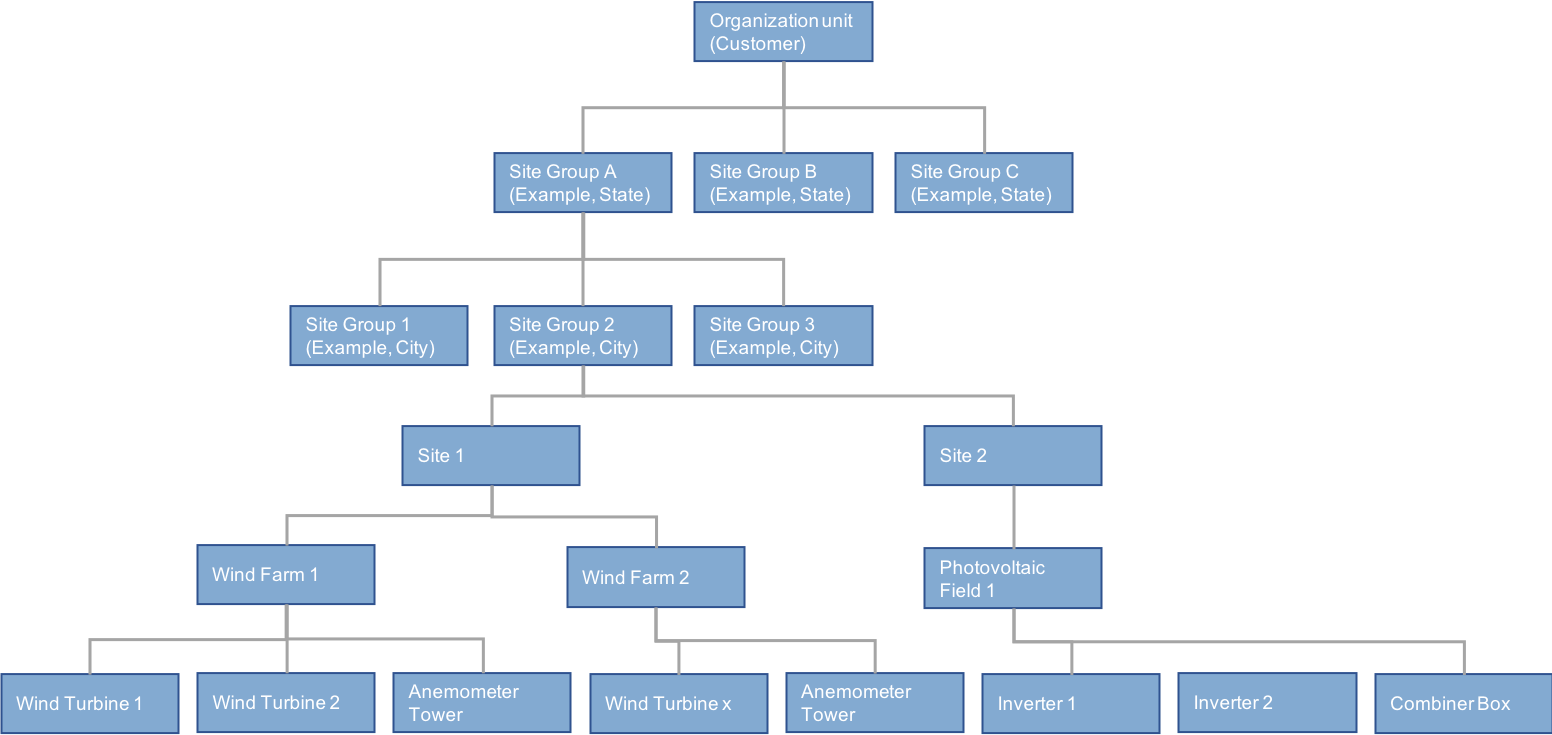 Organization unit
(Customer)
Site Group A
(Example, State)
Site Group B
(Example, State)
Site Group C
(Example, State)
Site Group 1
(Example, City)
Site Group 2
(Example, City)
Site Group 3
(Example, City)
Site 1
Site 2
Wind Farm 1
Wind Farm 2
Photovoltaic
Field 1
Wind Turbine 1
Wind Turbine 2
Anemometer
Tower
Wind Turbine x
Anemometer
Tower
Inverter 1
Inverter 2
Combiner Box